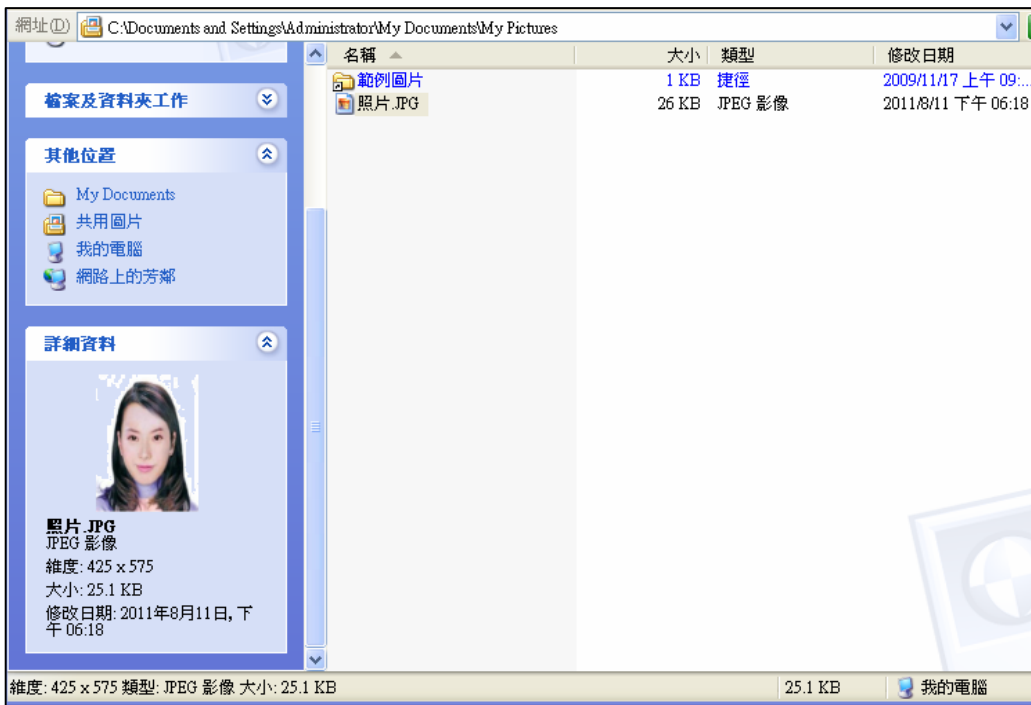 網址(D) C:\Documents and Settings\Administrator\My Documents\My Pictures
名稱 大小 類型 修改日期
範例圖片 1 KB 捷徑 2009/11/17 上午 09:...
照片.JPG 26 KB JPEG 影像 2011/8/11 下午 06:18
檔案及資料夾工作
其他位置
My Documents
共用圖片
我的電腦
網路上的芳鄰
詳細資料
照片.JPG
JPEG 影像
維度: 425 x 575
大小: 25.1 KB
修改日期: 2011年8月11日, 下
午 06:18
維度: 425 x 575 類型: JPEG 影像 大小: 25.1 KB 25.1 KB 我的電腦